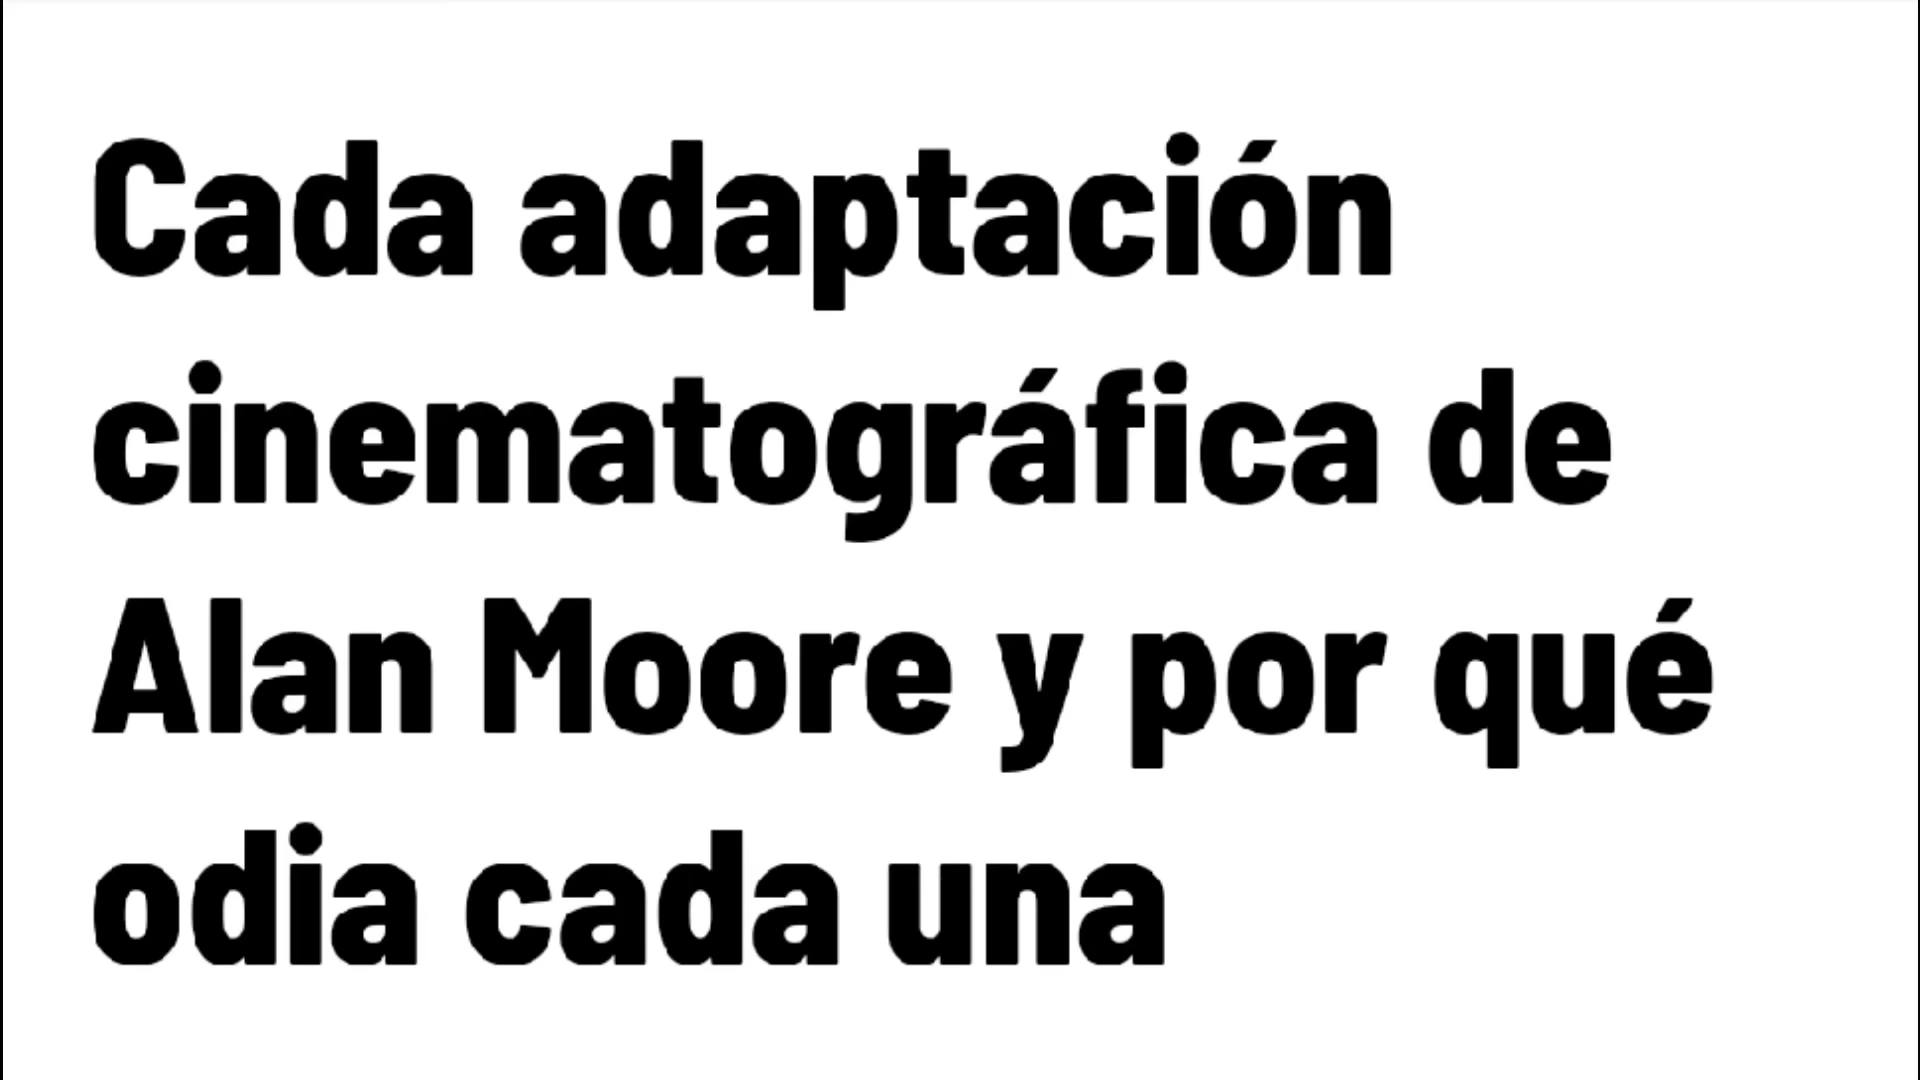 Cada adaptación
cinematográfica de
Alan Moore y por qué
odia cada una